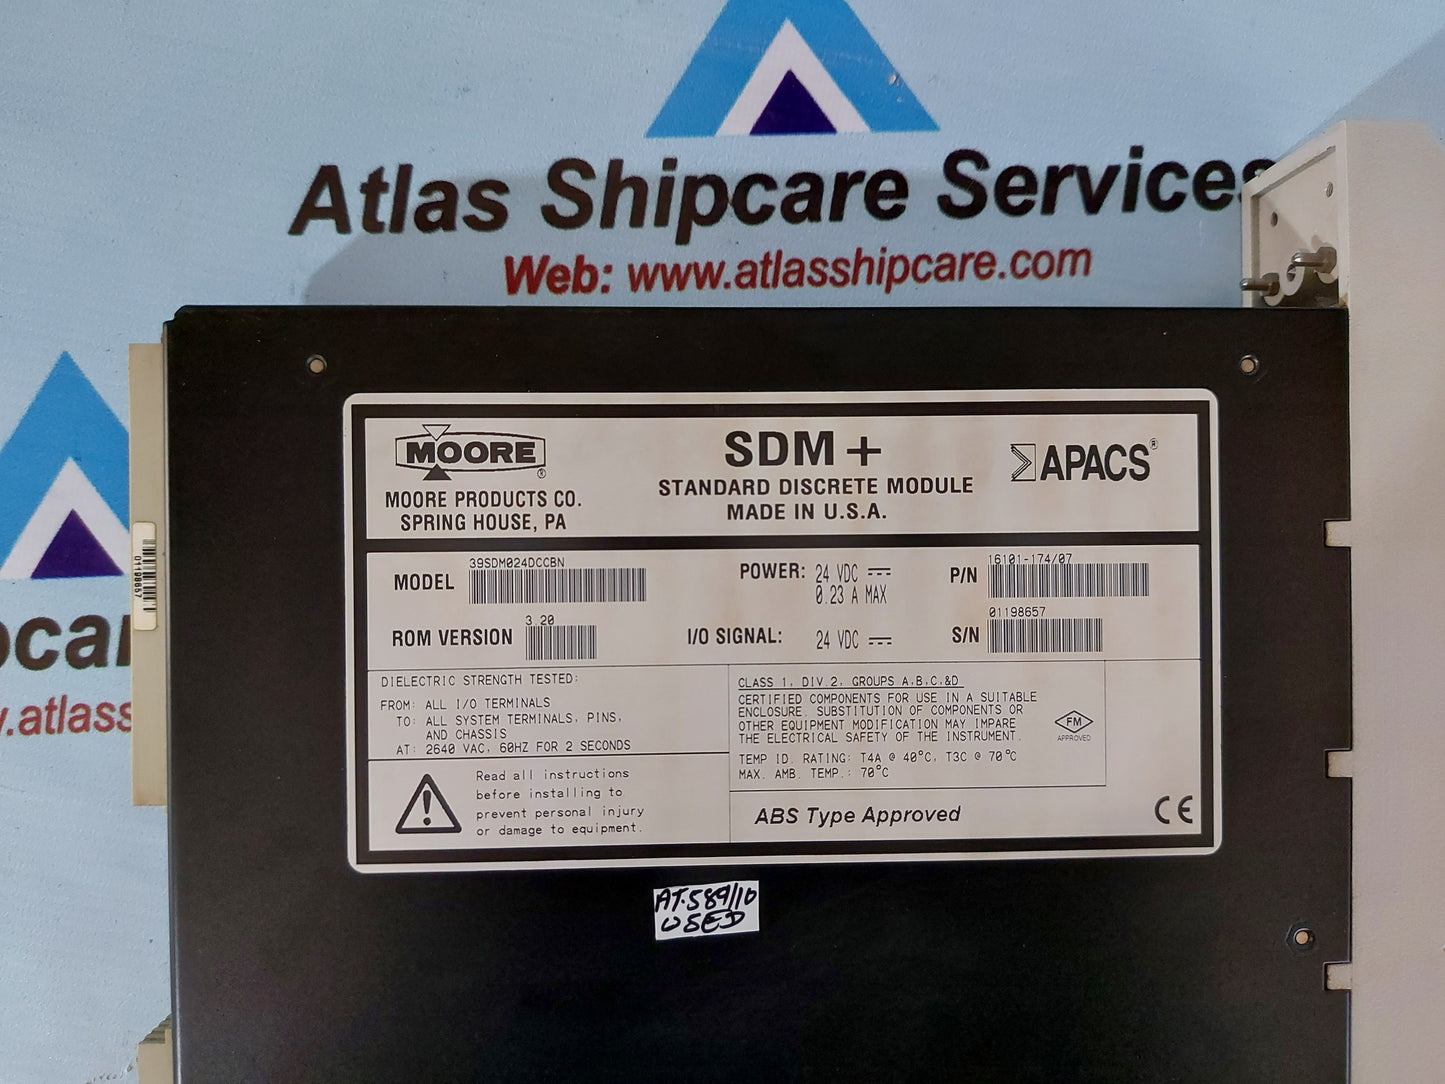 Atlas Shipcare Services
Web: www.atlasshipcare.com
MOORE®
MOORE PRODUCTS CO.
SPRING HOUSE, PA
SDM +
STANDARD DISCRETE MODULE
MADE IN U.S.A.
APACS®
MODEL 39SDM024DCCBN
POWER: 24 VDC
0.23 A MAX
P/N 16101-174/07
ROM VERSION 3.20
I/O SIGNAL: 24 VDC
S/N 01198657
DIELECTRIC STRENGTH TESTED:
FROM: ALL I/O TERMINALS
TO: ALL SYSTEM TERMINALS, PINS,
AND CHASSIS
AT: 2640 VAC, 60HZ FOR 2 SECONDS
CLASS 1, DIV.2, GROUPS A,B,C,&D
CERTIFIED COMPONENTS FOR USE IN A SUITABLE
ENCLOSURE. SUBSTITUTION OF COMPONENTS OR
OTHER EQUIPMENT MODIFICATION MAY IMPARE
THE ELECTRICAL SAFETY OF THE INSTRUMENT.
TEMP ID. RATING: T4A @ 40°C, T3C @ 70°C
MAX. AMB. TEMP.: 70°C
FM
APPROVED
Read all instructions
before installing to
prevent personal injury
or damage to equipment.
ABS Type Approved
CE
01198657
AT-589/10
USED
pcar
w.atlass